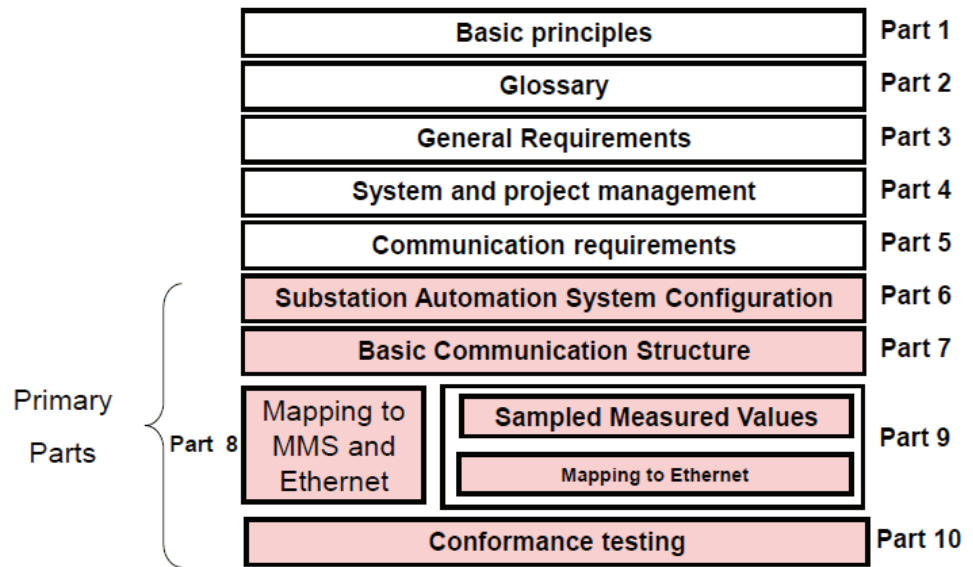 Basic principles Part 1
Glossary Part 2
General Requirements Part 3
System and project management Part 4
Communication requirements Part 5
Substation Automation System Configuration Part 6
Basic Communication Structure Part 7
Primary
Parts
Part 8
Mapping to
MMS and
Ethernet
Sampled Measured Values
Mapping to Ethernet
Part 9
Conformance testing Part 10